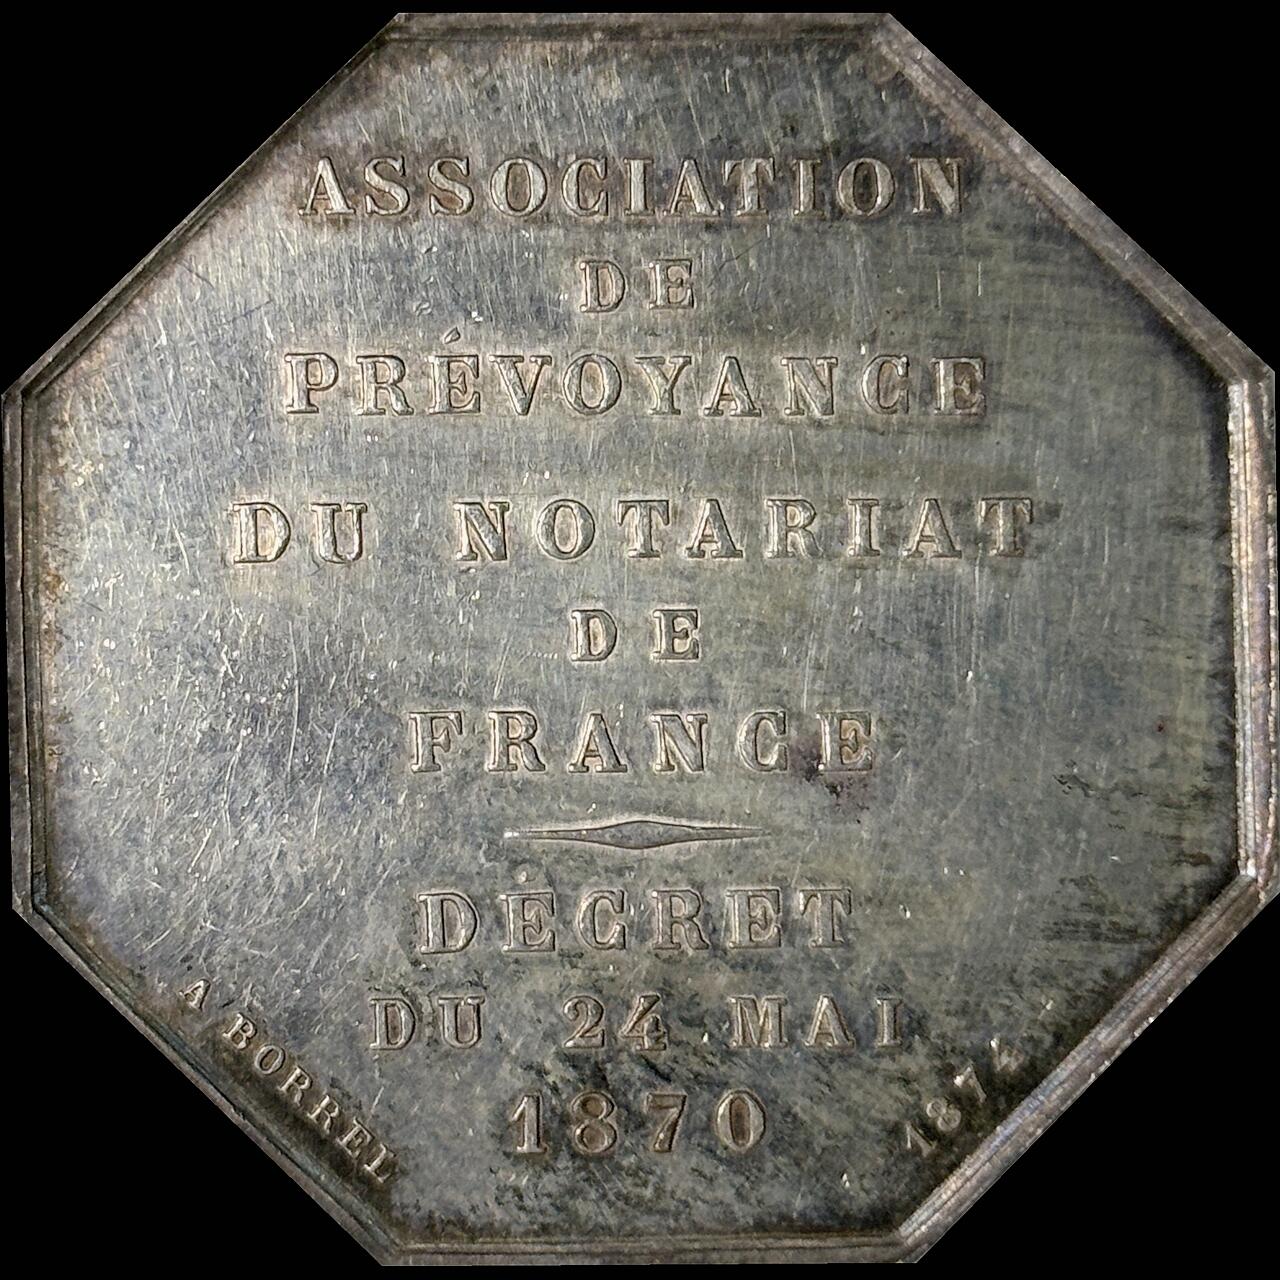 ASSOCIATION
DE
PRÉVOYANCE
DU NOTARIAT
DE
FRANCE
DÉCRET
DU 24 MAI
1870
A BORREL
1874